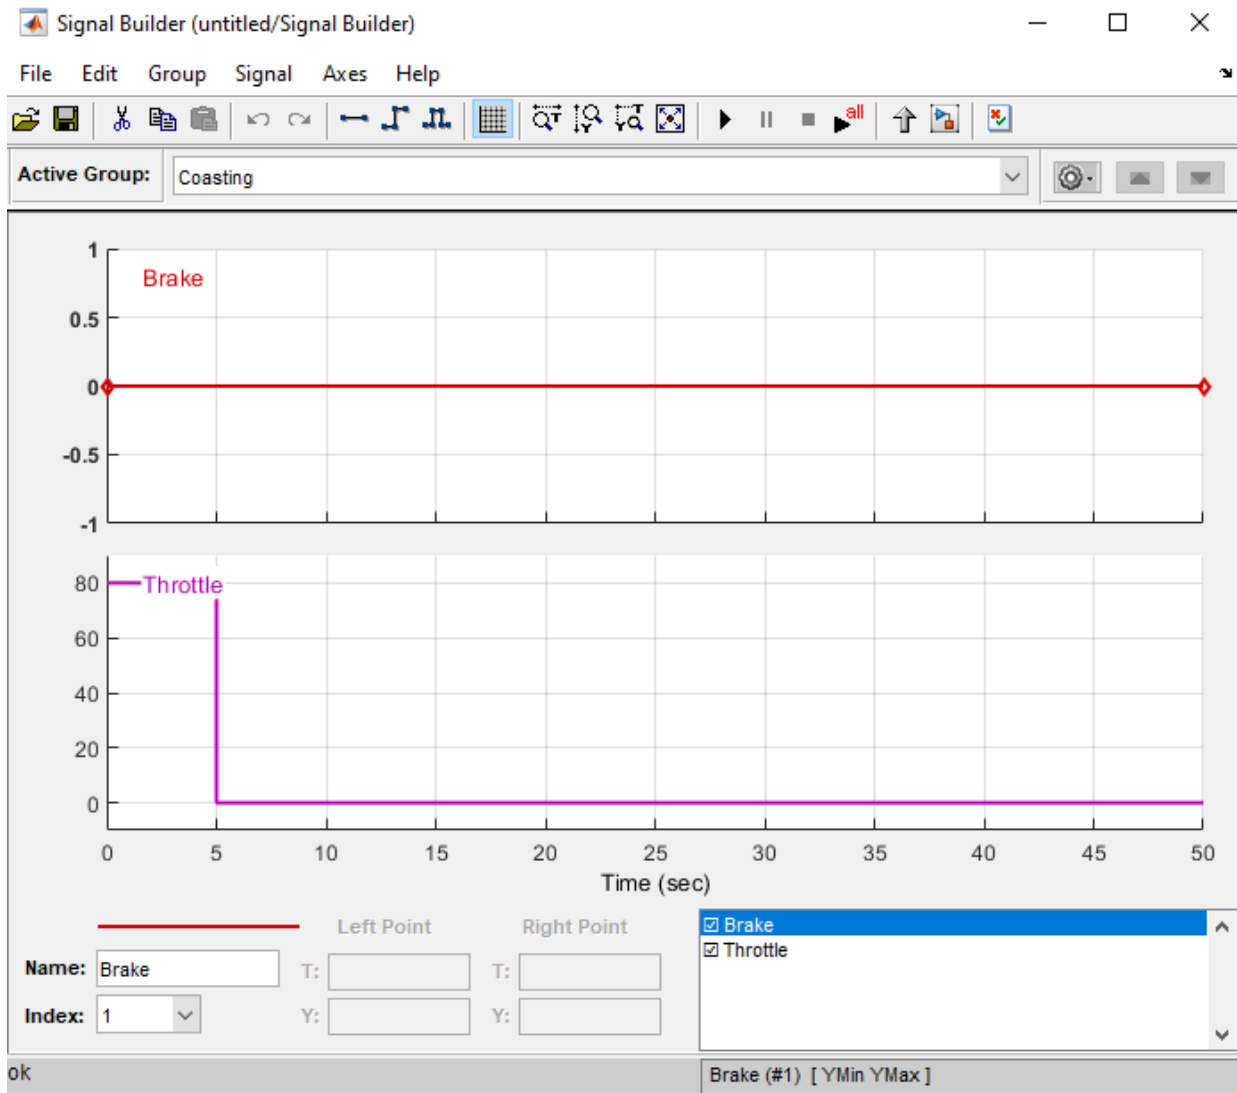 Signal Builder (untitled/Signal Builder)
File Edit Group Signal Axes Help
all
Active Group: Coasting
1
Brake
0.5
0
-0.5
-1
80
Throttle
60
40
20
0
0 5 10 15 20 25 30 35 40 45 50
Time (sec)
Left Point Right Point
Brake
Throttle
Name: Brake T: T:
Index: 1 Y: Y:
ok
Brake (#1) [ YMin YMax ]